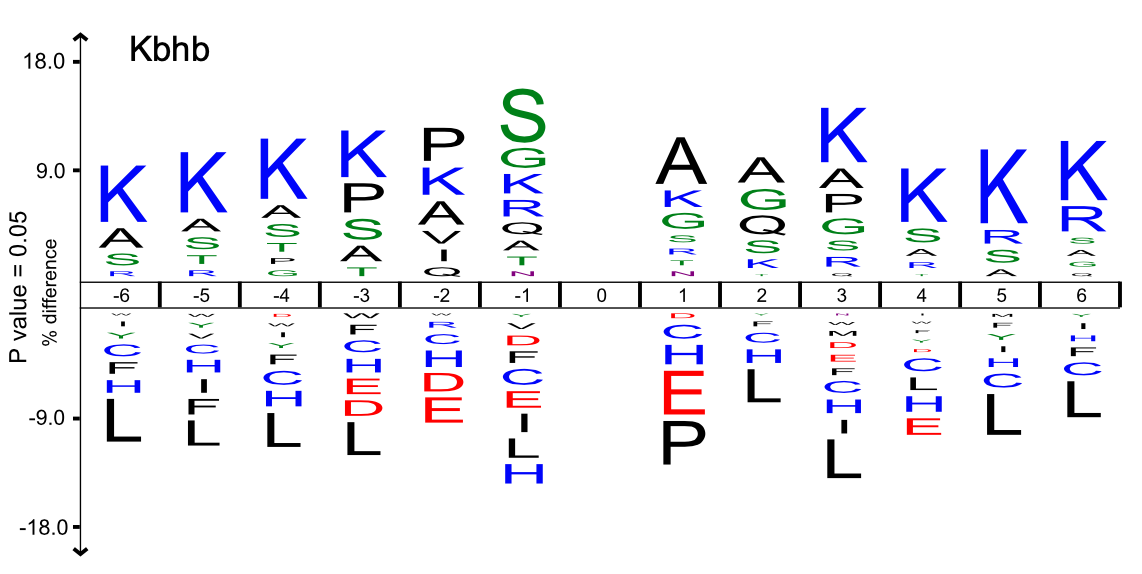 Kbhb
18.0
9.0
-9.0
-18.0
P value = 0.05
% difference
K K K K P S A A K K K K
A A A P K G K G A S R R
S S S S A K G Q P A S S
R T T A V R S S G R A A
R P T I Q R K S T G
G Q A T R Q
T N
N
-6 -5 -4 -3 -2 -1 0 1 2 3 4 5 6
C C C C C C C C C C C C
F H H H H E H H H L H F
H I L E D I E L I H L L
L F D E L P L E
L L H